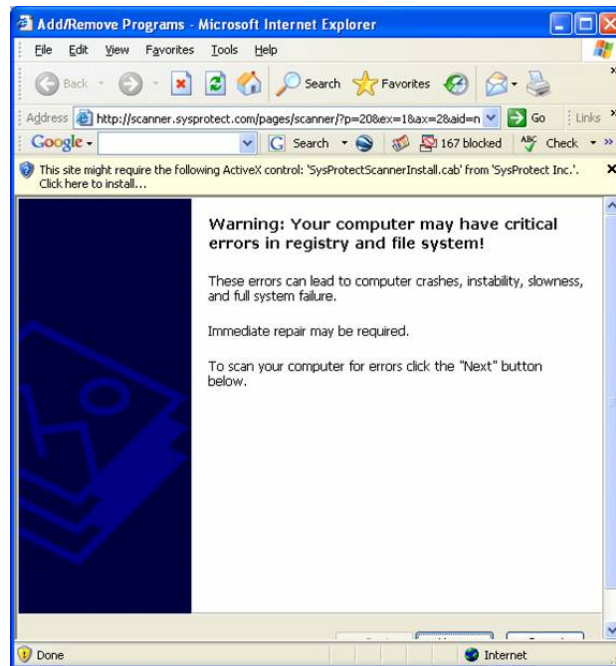 Add/Remove Programs - Microsoft Internet Explorer
File Edit View Favorites Tools Help
Back Search Favorites
Address http://scanner.sysprotect.com/pages/scanner/?p=20&ex=1&ax=2&aid=n Go Links »
Google Search 167 blocked ABC Check »
This site might require the following ActiveX control: 'SysProtectScannerInstall.cab' from 'SysProtect Inc.'.
Click here to install...
Warning: Your computer may have critical
errors in registry and file system!
These errors can lead to computer crashes, instability, slowness,
and full system failure.
Immediate repair may be required.
To scan your computer for errors click the "Next" button
below.
Done Internet